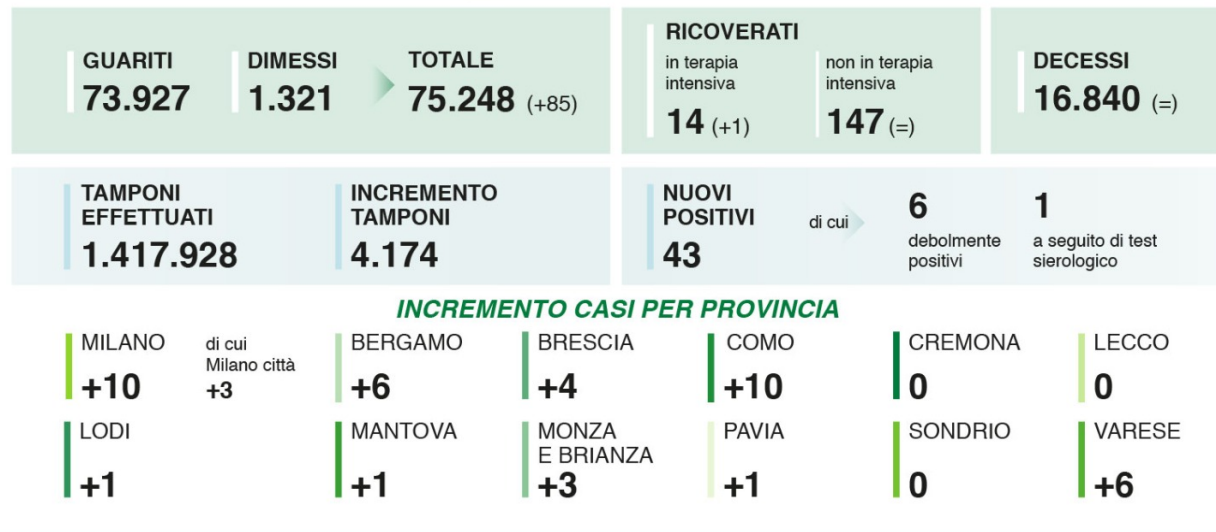 GUARITI
73.927
DIMESSI
1.321
TOTALE
75.248 (+85)
RICOVERATI
in terapia
intensiva
14 (+1)
non in terapia
intensiva
147 (=)
DECESSI
16.840 (=)
TAMPONI
EFFETTUATI
1.417.928
INCREMENTO
TAMPONI
4.174
NUOVI
POSITIVI
43
di cui
6
debolmente
positivi
1
a seguito di test
sierologico
INCREMENTO CASI PER PROVINCIA
MILANO
+10
di cui
Milano città
+3
BERGAMO
+6
BRESCIA
+4
COMO
+10
CREMONA
0
LECCO
0
LODI
+1
MANTOVA
+1
MONZA
E BRIANZA
+3
PAVIA
+1
SONDRIO
0
VARESE
+6